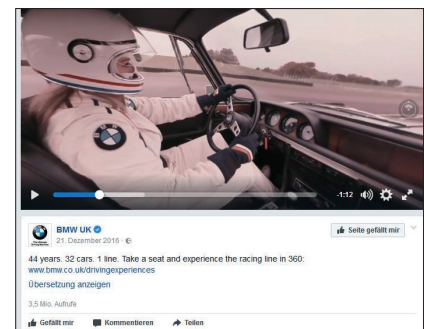 -1:12
BMW UK
Seite gefällt mir
21. Dezember 2016
44 years. 32 cars. 1 line. Take a seat and experience the racing line in 360:
www.bmw.co.uk/drivingexperiences
Übersetzung anzeigen
3,5 Mio. Aufrufe
Gefällt mir Kommentieren Teilen